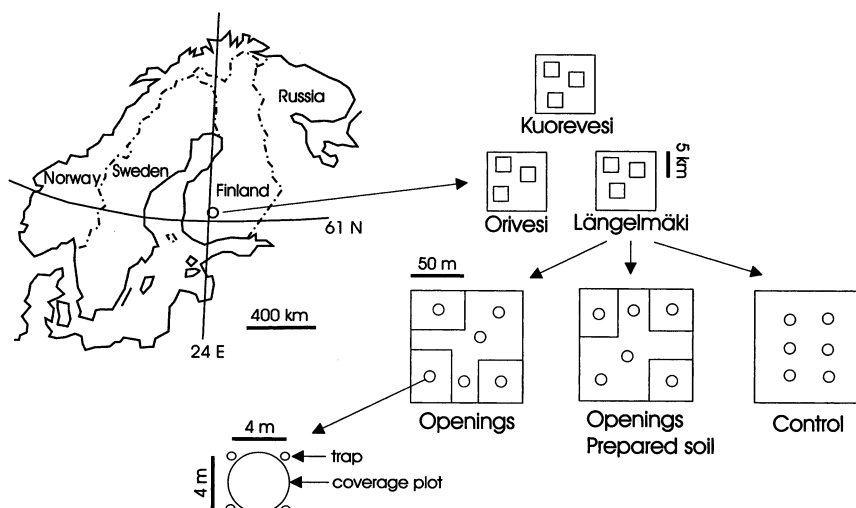 Russia
Norway
Sweden
Finland
61 N
400 km
24 E
Kuorevesi
Orivesi
Längelmäki
5 km
50 m
Openings
Openings
Prepared soil
Control
4 m
trap
4 m
coverage plot